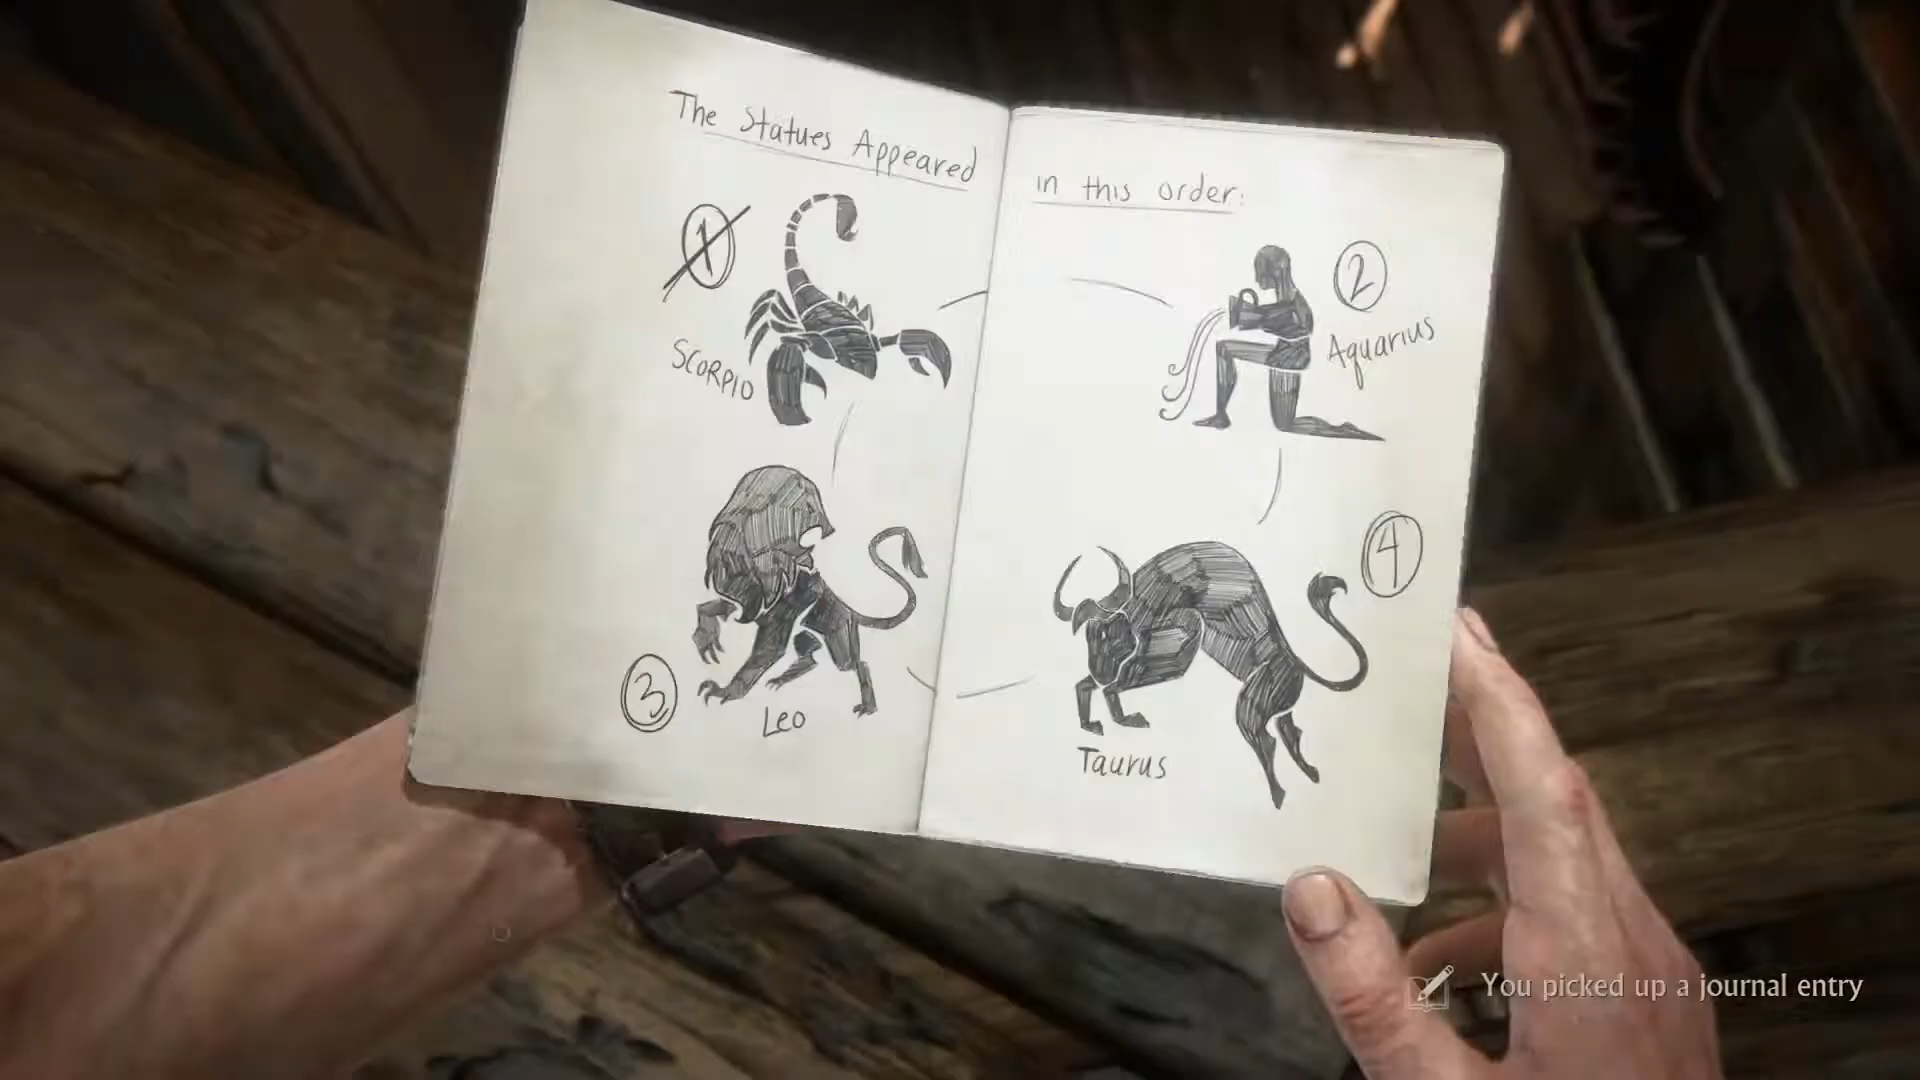 The Statues Appeared
in this order:
1
SCORPIO
2
Aquarius
3
Leo
4
Taurus
You picked up a journal entry